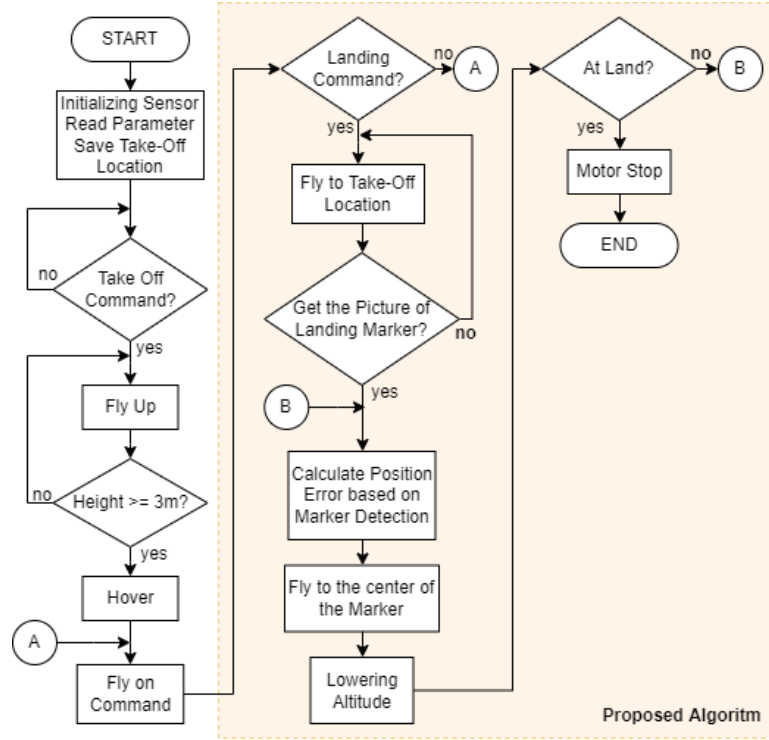 START
Initializing Sensor
Read Parameter
Save Take-Off
Location
no
Take Off
Command?
yes
Fly Up
no
Height >= 3m?
yes
Hover
A
Fly on
Command
Landing
Command?
no
A
yes
Fly to Take-Off
Location
Get the Picture of
Landing Marker?
no
yes
B
Calculate Position
Error based on
Marker Detection
Fly to the center of
the Marker
Lowering
Altitude
At Land?
no
B
yes
Motor Stop
END
Proposed Algoritm